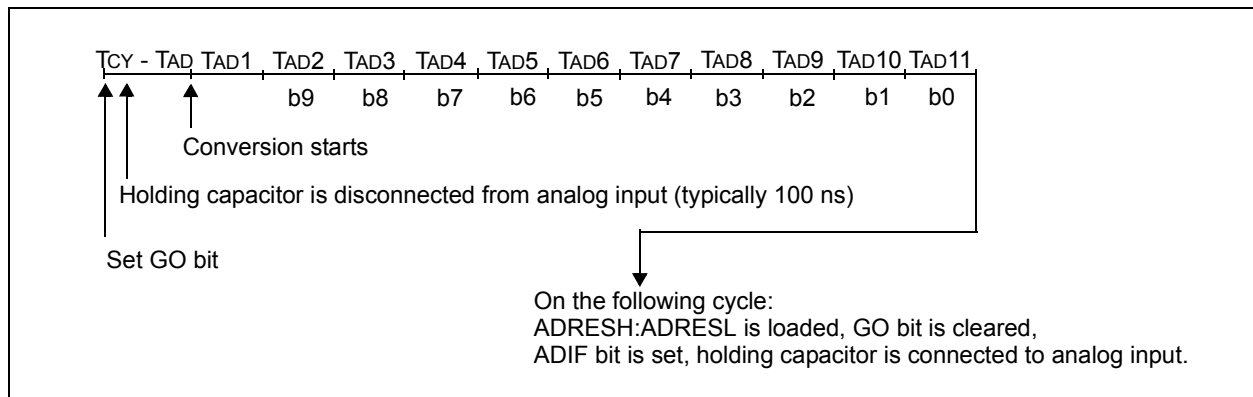 TCY - TAD TAD1 TAD2 TAD3 TAD4 TAD5 TAD6 TAD7 TAD8 TAD9 TAD10 TAD11
b9 b8 b7 b6 b5 b4 b3 b2 b1 b0
Conversion starts
Holding capacitor is disconnected from analog input (typically 100 ns)
Set GO bit
On the following cycle:
ADRESH:ADRESL is loaded, GO bit is cleared,
ADIF bit is set, holding capacitor is connected to analog input.